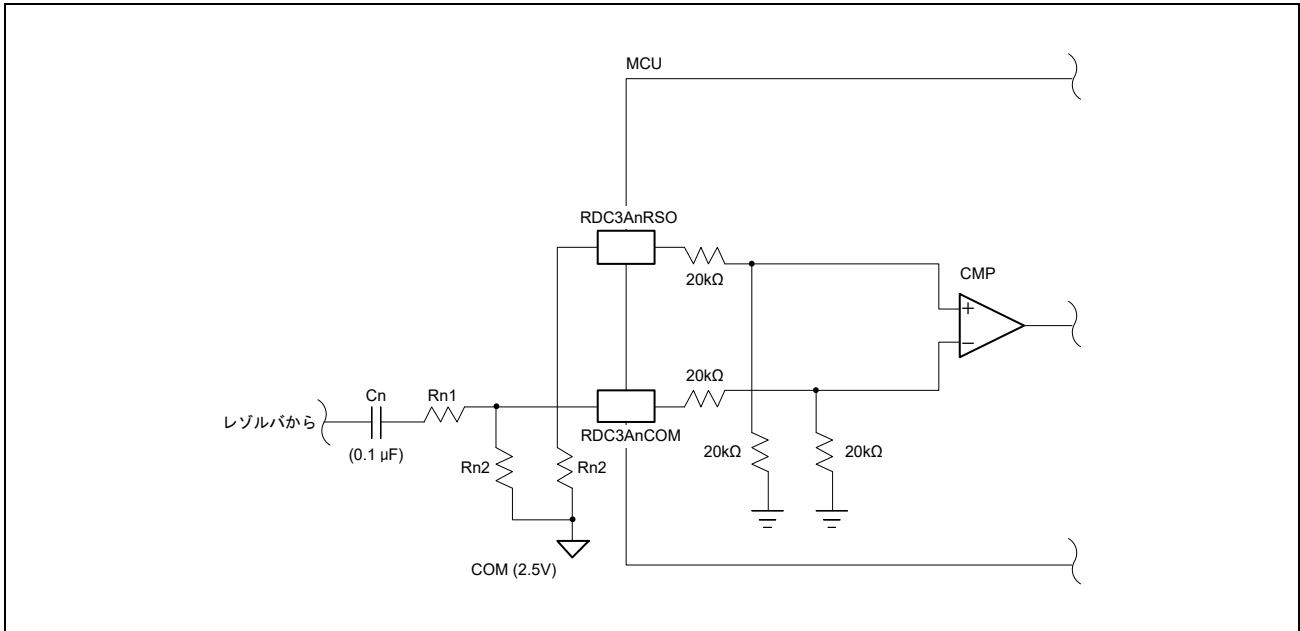 MCU
RDC3AnRSO
20kΩ
CMP
+
−
20kΩ
Cn
Rn1
レゾルバから
(0.1 µF)
RDC3AnCOM
Rn2
Rn2
20kΩ
20kΩ
COM (2.5V)